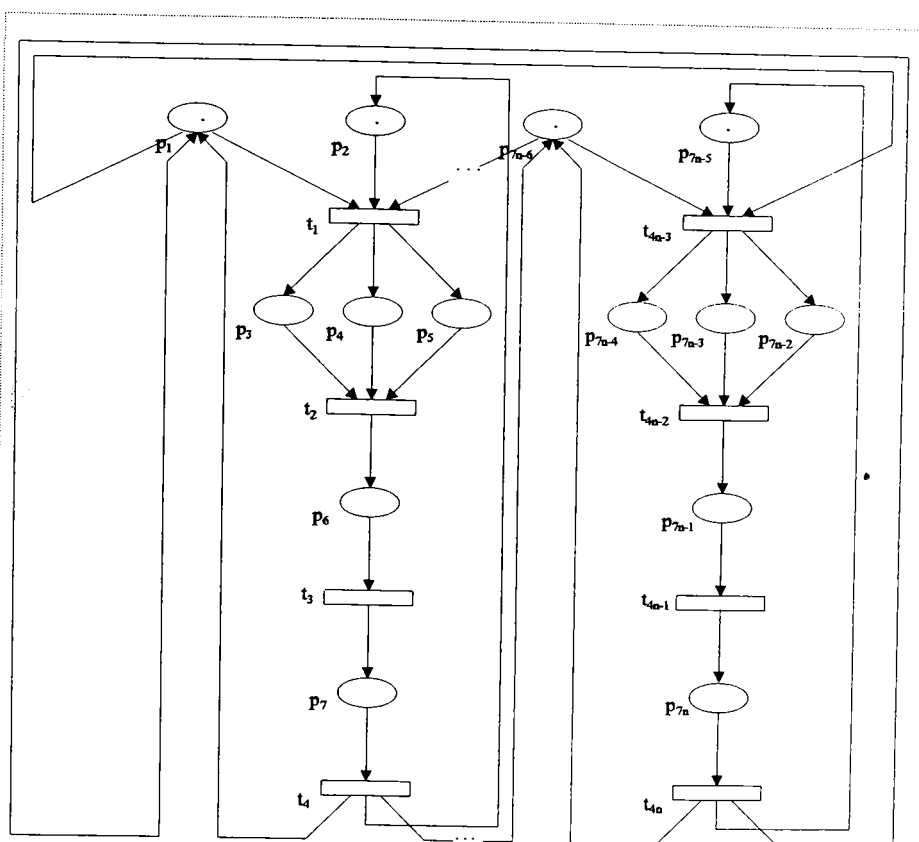 p₁
p₂
...
p₇ₙ₋₆
p₇ₙ₋₅
t₁
t₄ₙ₋₃
p₃
p₄
p₅
p₇ₙ₋₄
p₇ₙ₋₃
p₇ₙ₋₂
t₂
t₄ₙ₋₂
p₆
p₇ₙ₋₁
t₃
t₄ₙ₋₁
p₇
p₇ₙ
t₄
t₄ₙ
...